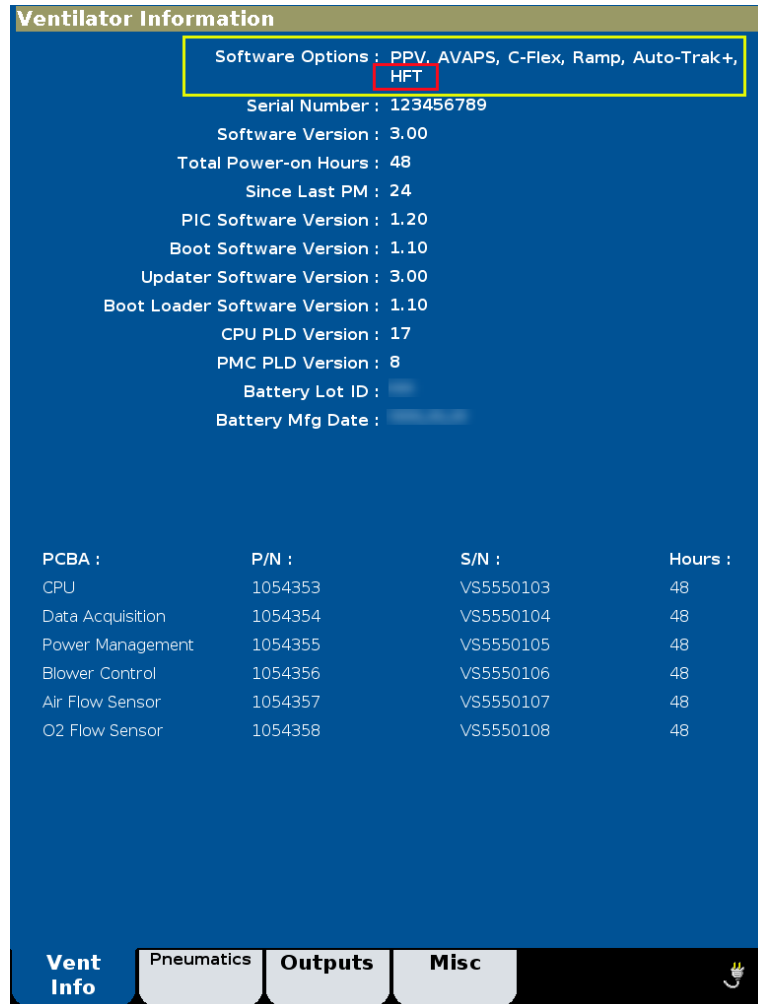 Ventilator Information
Software Options : PPV, AVAPS, C-Flex, Ramp, Auto-Trak+,
HFT
Serial Number : 123456789
Software Version : 3.00
Total Power-on Hours : 48
Since Last PM : 24
PIC Software Version : 1.20
Boot Software Version : 1.10
Updater Software Version : 3.00
Boot Loader Software Version : 1.10
CPU PLD Version : 17
PMC PLD Version : 8
Battery Lot ID :
Battery Mfg Date :
PCBA : P/N : S/N : Hours :
CPU 1054353 VS5550103 48
Data Acquisition 1054354 VS5550104 48
Power Management 1054355 VS5550105 48
Blower Control 1054356 VS5550106 48
Air Flow Sensor 1054357 VS5550107 48
O2 Flow Sensor 1054358 VS5550108 48
Vent Info Pneumatics Outputs Misc